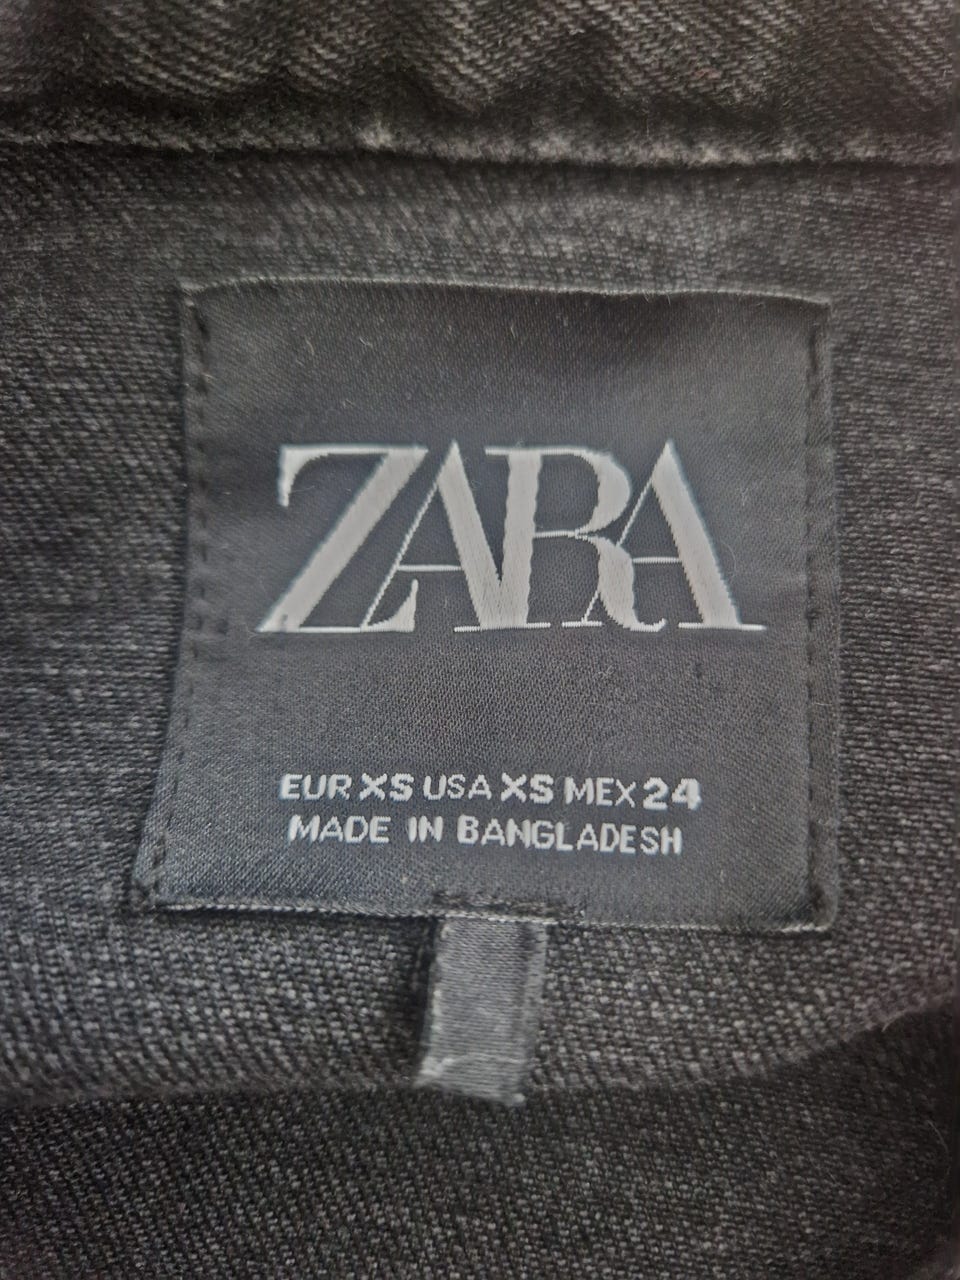 ZARA
EUR XS USA XS MEX 24
MADE IN BANGLADESH